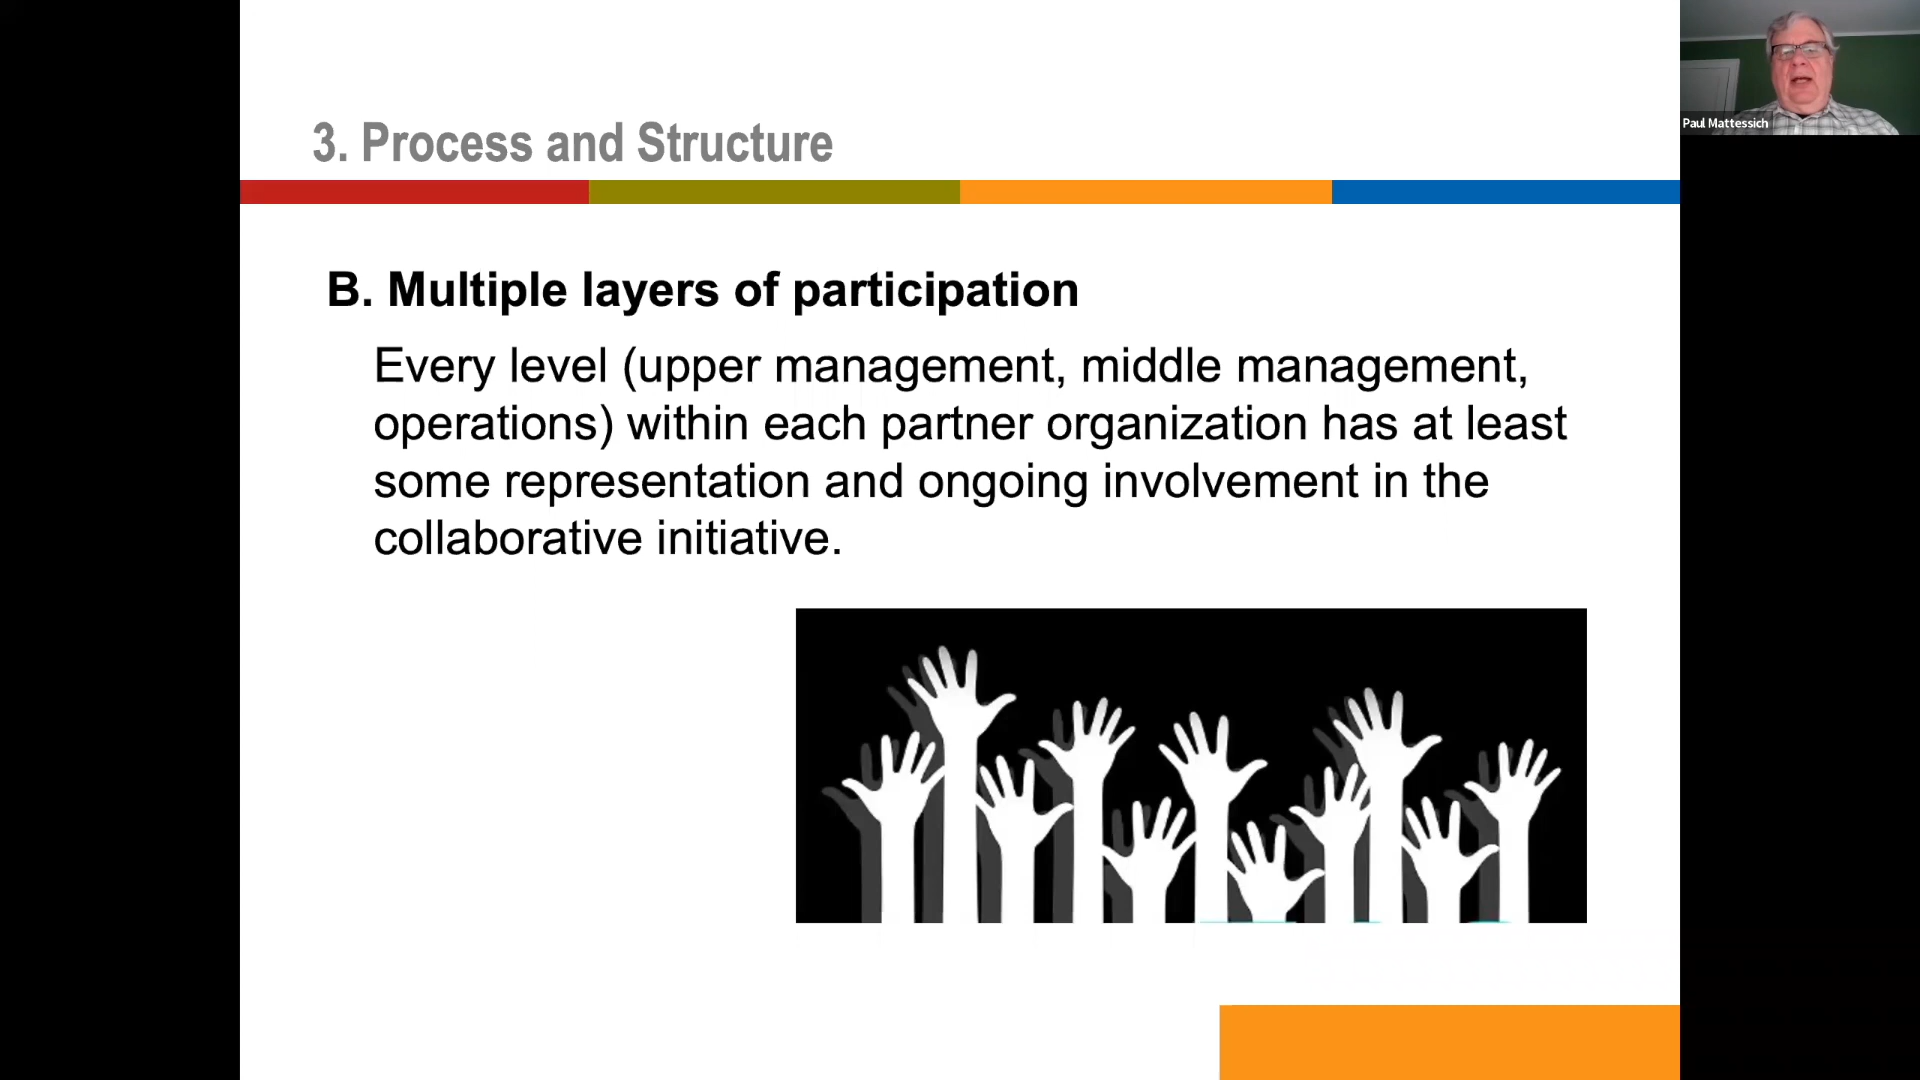 3. Process and Structure
Paul Mattessich
B. Multiple layers of participation
Every level (upper management, middle management,
operations) within each partner organization has at least
some representation and ongoing involvement in the
collaborative initiative.